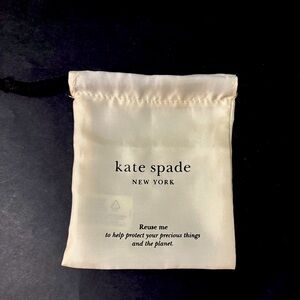 kate spade
NEW YORK
Reuse me
to help protect your precious things
and the planet.